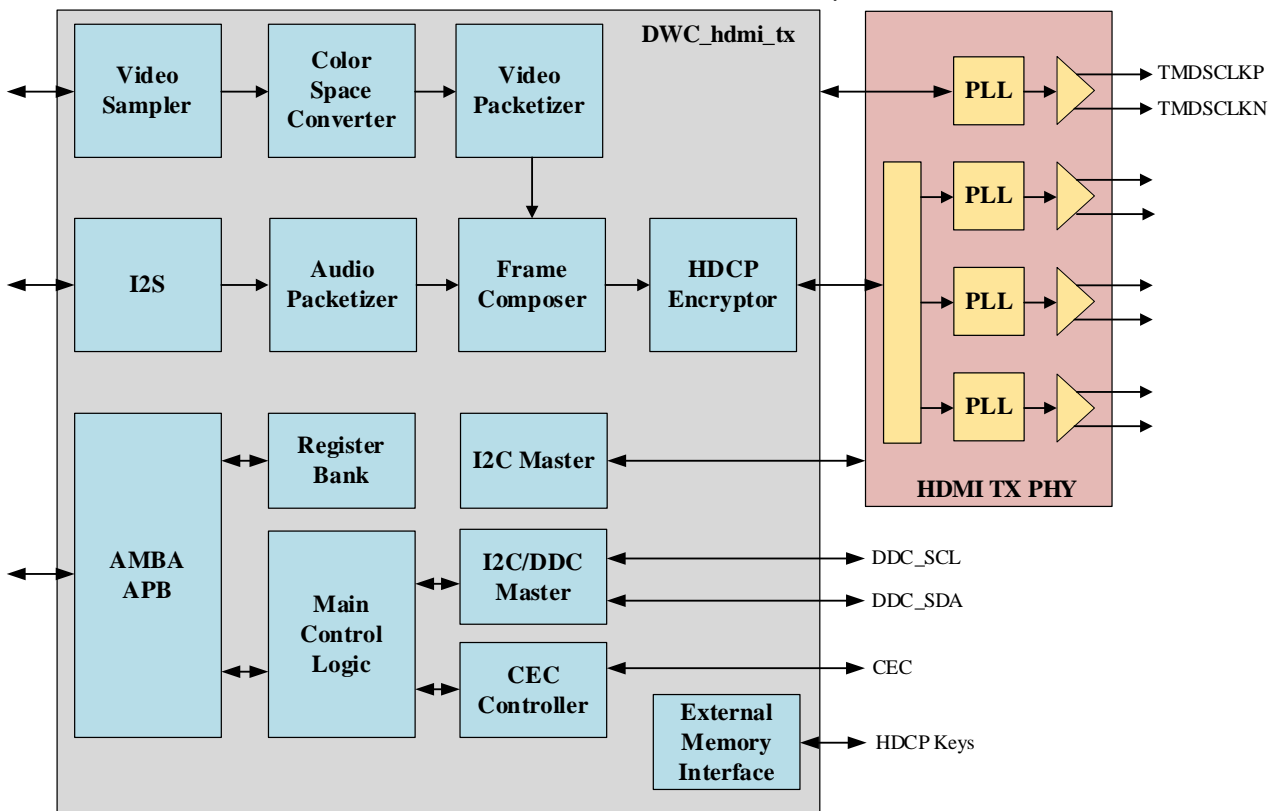 DWC_hdmi_tx
Video
Sampler
Color
Space
Converter
Video
Packetizer
PLL
TMDSCLKP
TMDSCLKN
PLL
I2S
Audio
Packetizer
Frame
Composer
HDCP
Encryptor
PLL
PLL
HDMI TX PHY
AMBA
APB
Register
Bank
I2C Master
Main
Control
Logic
I2C/DDC
Master
DDC_SCL
DDC_SDA
CEC
Controller
CEC
External
Memory
Interface
HDCP Keys